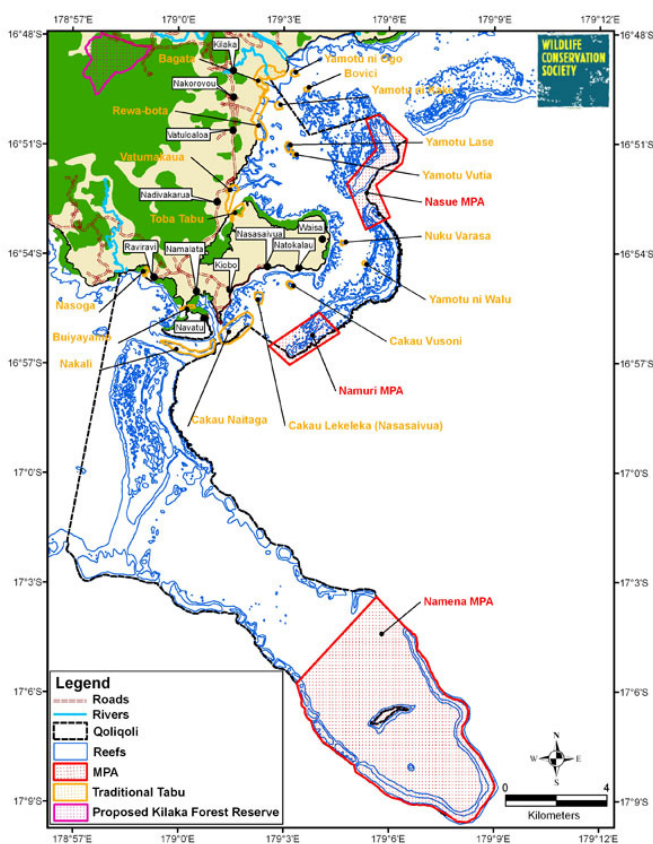 178°57'E 179°0'E 179°3'E 179°6'E 179°9'E 179°12'E
16°48'S
16°51'S
16°54'S
16°57'S
17°0'S
17°3'S
17°6'S
17°9'S
16°48'S
16°51'S
16°54'S
16°57'S
17°0'S
17°3'S
17°6'S
17°9'S
WILDLIFE
CONSERVATION
SOCIETY
Kilaka
Bagata
Yamotu ni Ogo
Bovici
Nakorovou
Rewa-bota
Vatuloaloa
Yamotu Lase
Vatumakaua
Yamotu Vutia
Nadivakarua
Nasue MPA
Toba Tabu
Waisa
Nasasaivua
Natokalau
Nuku Varasa
Raviravi
Namalata
Kiobo
Nasoga
Yamotu ni Walu
Buiyayamo
Navatu
Cakau Vusoni
Nakali
Namuri MPA
Cakau Naitaga
Cakau Lekeleka (Nasasaivua)
Namena MPA
Legend
Roads
Rivers
Qoliqoli
Reefs
MPA
Traditional Tabu
Proposed Kilaka Forest Reserve
N
W E
S
0 4
Kilometers
178°57'E 179°0'E 179°3'E 179°6'E 179°9'E 179°12'E